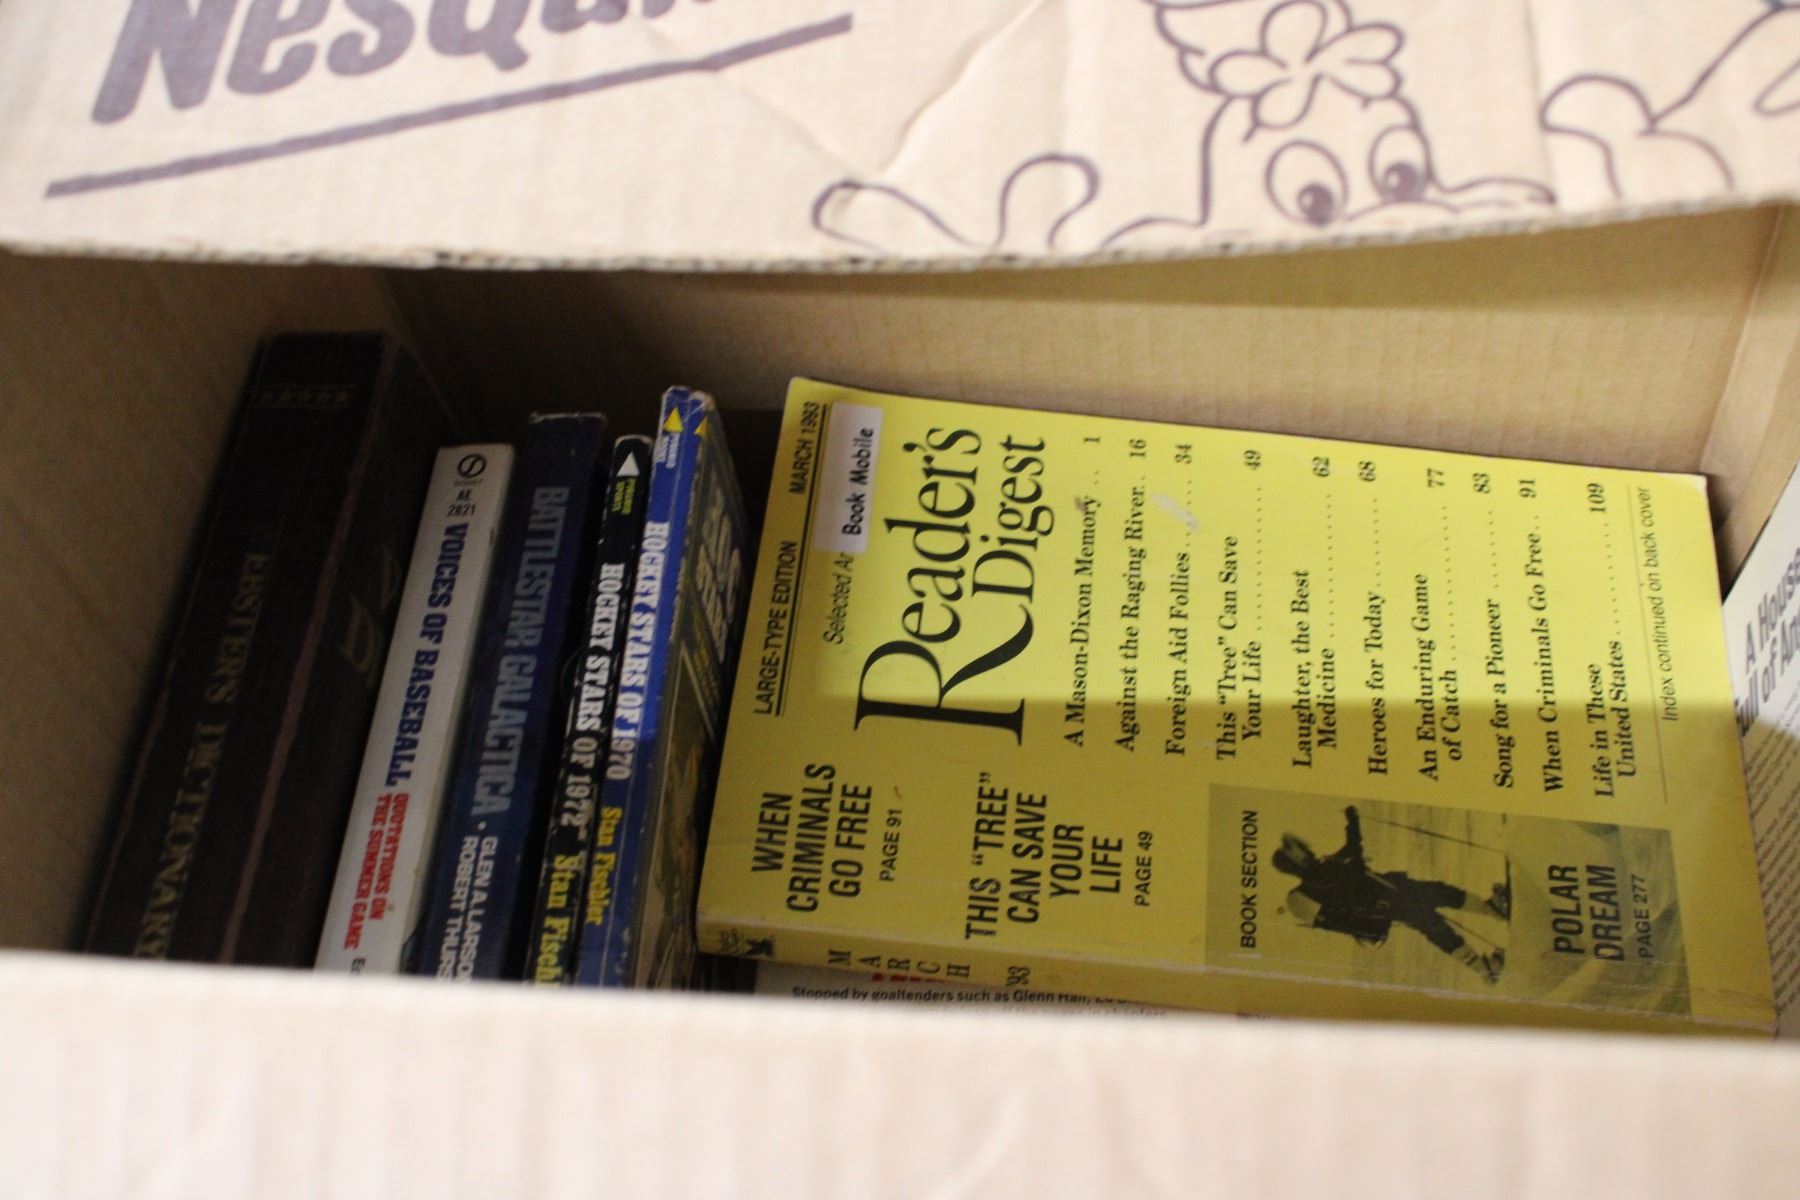 NesQui
WEBSTER'S DICTIONARY
AE
2821
VOICES OF BASEBALL
QUOTATIONS ON
THE SUMMER GAME
BATTLESTAR GALACTICA • GLEN A. LARSON
ROBERT THURS
HOCKEY STARS OF 1972
Stan Fischl
HOCKEY STARS OF 1970
Stan Fischler
LARGE-TYPE EDITION
MARCH 1993
Selected Ar
Book Mobile
Reader's
Digest
WHEN
CRIMINALS
GO FREE
PAGE 91
THIS "TREE"
CAN SAVE
YOUR
LIFE
PAGE 49
A Mason-Dixon Memory .. 1
Against the Raging River.. 16
Foreign Aid Follies..... 34
This "Tree" Can Save
Your Life .............. 49
Laughter, the Best
Medicine ............... 62
Heroes for Today........ 68
An Enduring Game
of Catch ............... 77
Song for a Pioneer...... 83
When Criminals Go Free.. 91
Life in These
United States.......... 109
Index continued on back cover
BOOK SECTION
POLAR
DREAM
PAGE 277
MARCH '93
Stopped by goaltenders such as Glenn Hall,
A House
Full of